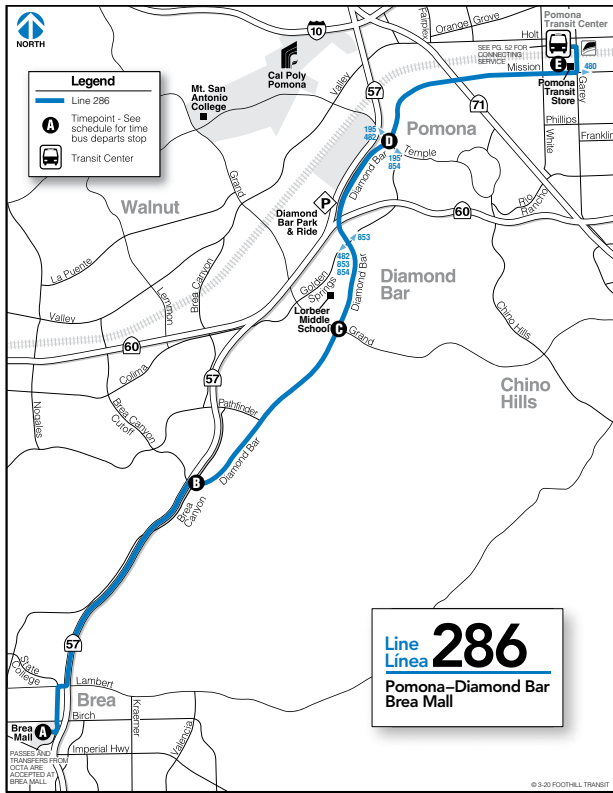 NORTH
Legend
Line 286
A
Timepoint - See
schedule for time
bus departs stop
Transit Center
10
Cal Poly
Pomona
Mt. San
Antonio
College
Valley
57
Fairplex
Orange Grove
Holt
Pomona
Transit Center
SEE PG. 52 FOR
CONNECTING
SERVICE
Mission
E
480
Pomona
Transit
Store
Garey
71
Phillips
White
Franklin
195
482
D
Pomona
Temple
195
854
Diamond Bar
Grand
Walnut
P
Diamond
Bar Park
& Ride
60
Rio
Rancho
853
482
853
854
La Puente
Brea Canyon
Lemmon
Golden
Springs
Diamond Bar
Diamond
Bar
Lorbeer
Middle
School
C
Grand
Chino Hills
Valley
60
Colima
57
Chino
Hills
Nogales
Brea Canyon
Cutoff
Pathfinder
Diamond Bar
B
Brea
Canyon
57
State
College
Lambert
Brea
Birch
Kraemer
Valencia
Brea
Mall
A
Imperial Hwy
PASSES AND
TRANSFERS FROM
OCTA ARE
ACCEPTED AT
BREA MALL
Line
Línea
286
Pomona–Diamond Bar
Brea Mall
© 3-20 FOOTHILL TRANSIT